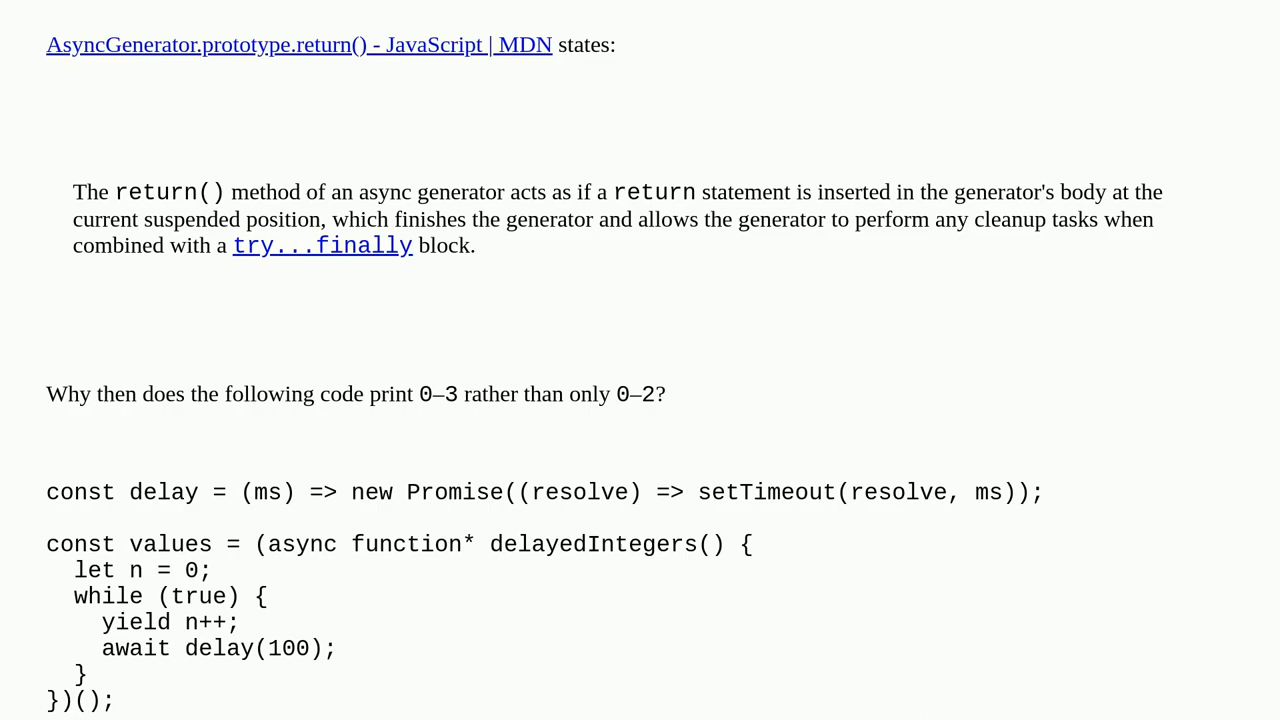 AsyncGenerator.prototype.return() - JavaScript | MDN states:
The return() method of an async generator acts as if a return statement is inserted in the generator's body at the
current suspended position, which finishes the generator and allows the generator to perform any cleanup tasks when
combined with a try...finally block.
Why then does the following code print 0–3 rather than only 0–2?
const delay = (ms) => new Promise((resolve) => setTimeout(resolve, ms));
const values = (async function* delayedIntegers() {
  let n = 0;
  while (true) {
    yield n++;
    await delay(100);
  }
})();